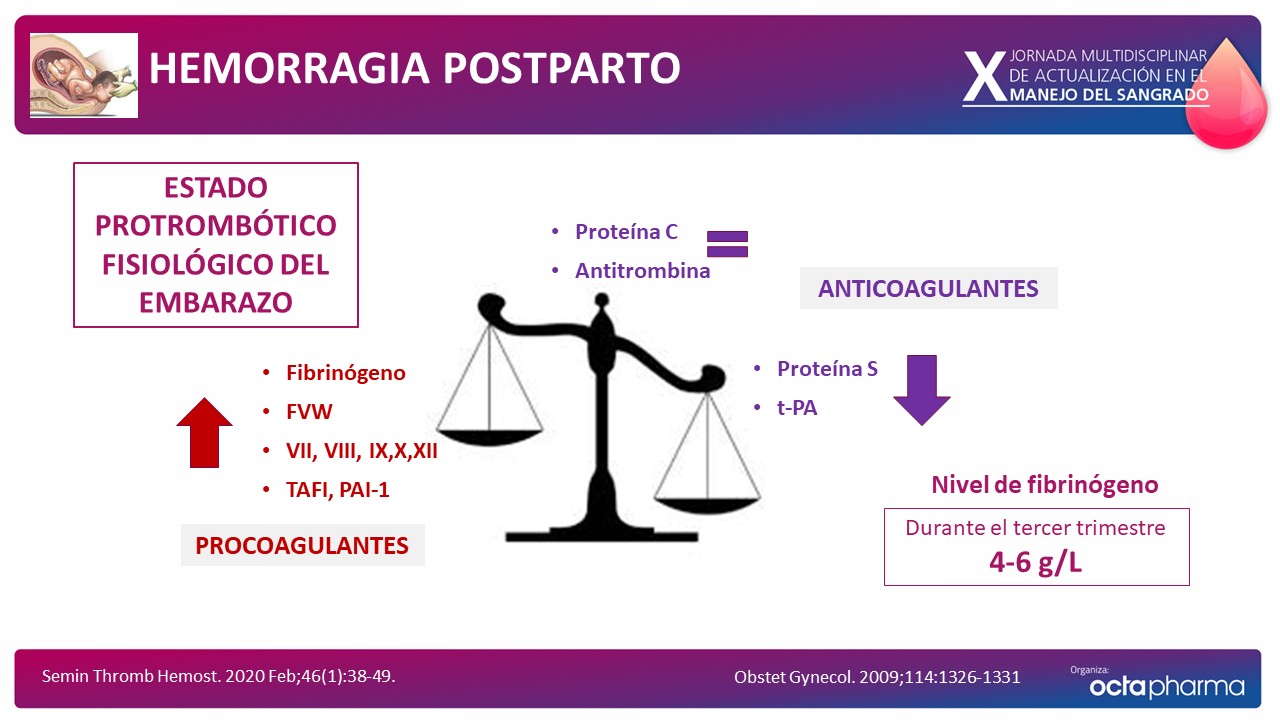 HEMORRAGIA POSTPARTO
X JORNADA MULTIDISCIPLINAR
DE ACTUALIZACIÓN EN EL
MANEJO DEL SANGRADO
ESTADO
PROTROMBÓTICO
FISIOLÓGICO DEL
EMBARAZO
• Proteína C
• Antitrombina
ANTICOAGULANTES
• Fibrinógeno
• FVW
• VII, VIII, IX,X,XII
• TAFI, PAI-1
PROCOAGULANTES
• Proteína S
• t-PA
Nivel de fibrinógeno
Durante el tercer trimestre
4-6 g/L
Semin Thromb Hemost. 2020 Feb;46(1):38-49.
Obstet Gynecol. 2009;114:1326-1331
Organiza:
octapharma